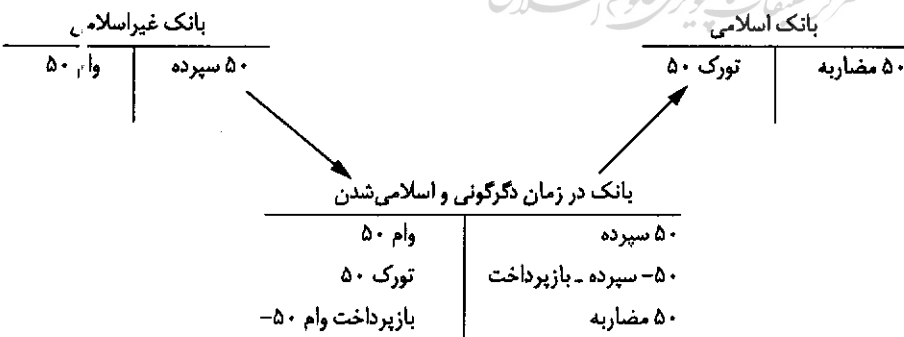 بانک اسلامی
۵۰ مضاربه
تورک ۵۰
بانک غیراسلامی
۵۰ سپرده
وام ۵۰
بانک در زمان دگرگونی و اسلامی‌شدن
۵۰ سپرده
وام ۵۰
۵۰- سپرده ـ بازپرداخت
تورک ۵۰
۵۰ مضاربه
بازپرداخت وام ۵۰-